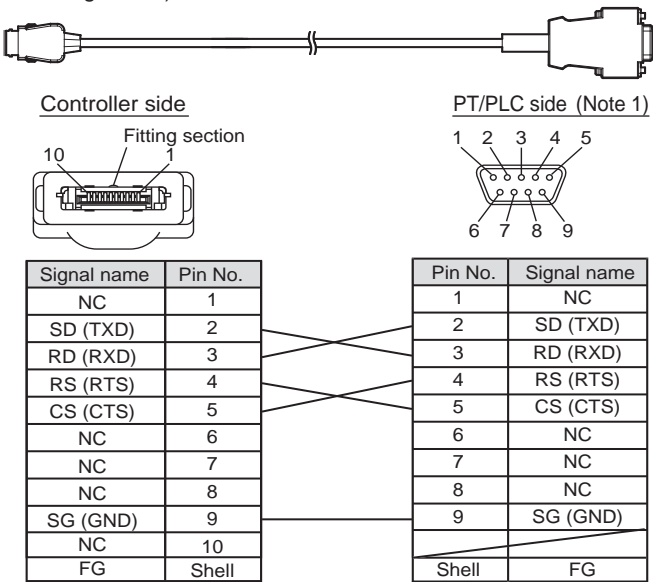 Controller side
PT/PLC side (Note 1)
Fitting section
10 1
1 2 3 4 5
6 7 8 9
Signal name Pin No.
NC 1
SD (TXD) 2
RD (RXD) 3
RS (RTS) 4
CS (CTS) 5
NC 6
NC 7
NC 8
SG (GND) 9
NC 10
FG Shell
Pin No. Signal name
1 NC
2 SD (TXD)
3 RD (RXD)
4 RS (RTS)
5 CS (CTS)
6 NC
7 NC
8 NC
9 SG (GND)
Shell FG